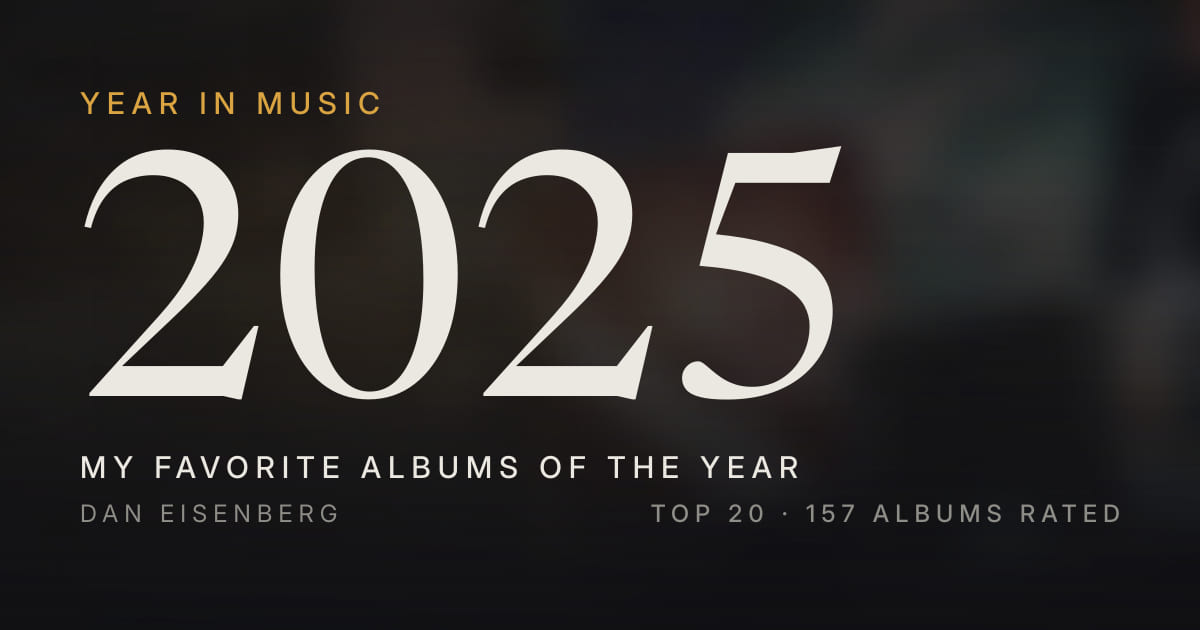 YEAR IN MUSIC
2025
MY FAVORITE ALBUMS OF THE YEAR
DAN EISENBERG
TOP 20 · 157 ALBUMS RATED